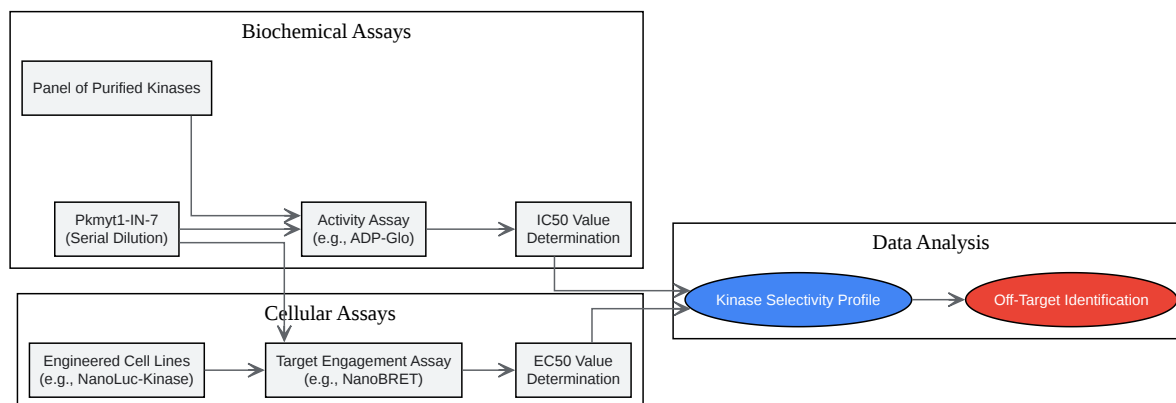 Biochemical Assays
Panel of Purified Kinases
Pkmyt1-IN-7
(Serial Dilution)
Activity Assay
(e.g., ADP-Glo)
IC50 Value
Determination
Cellular Assays
Engineered Cell Lines
(e.g., NanoLuc-Kinase)
Target Engagement Assay
(e.g., NanoBRET)
EC50 Value
Determination
Data Analysis
Kinase Selectivity Profile
Off-Target Identification